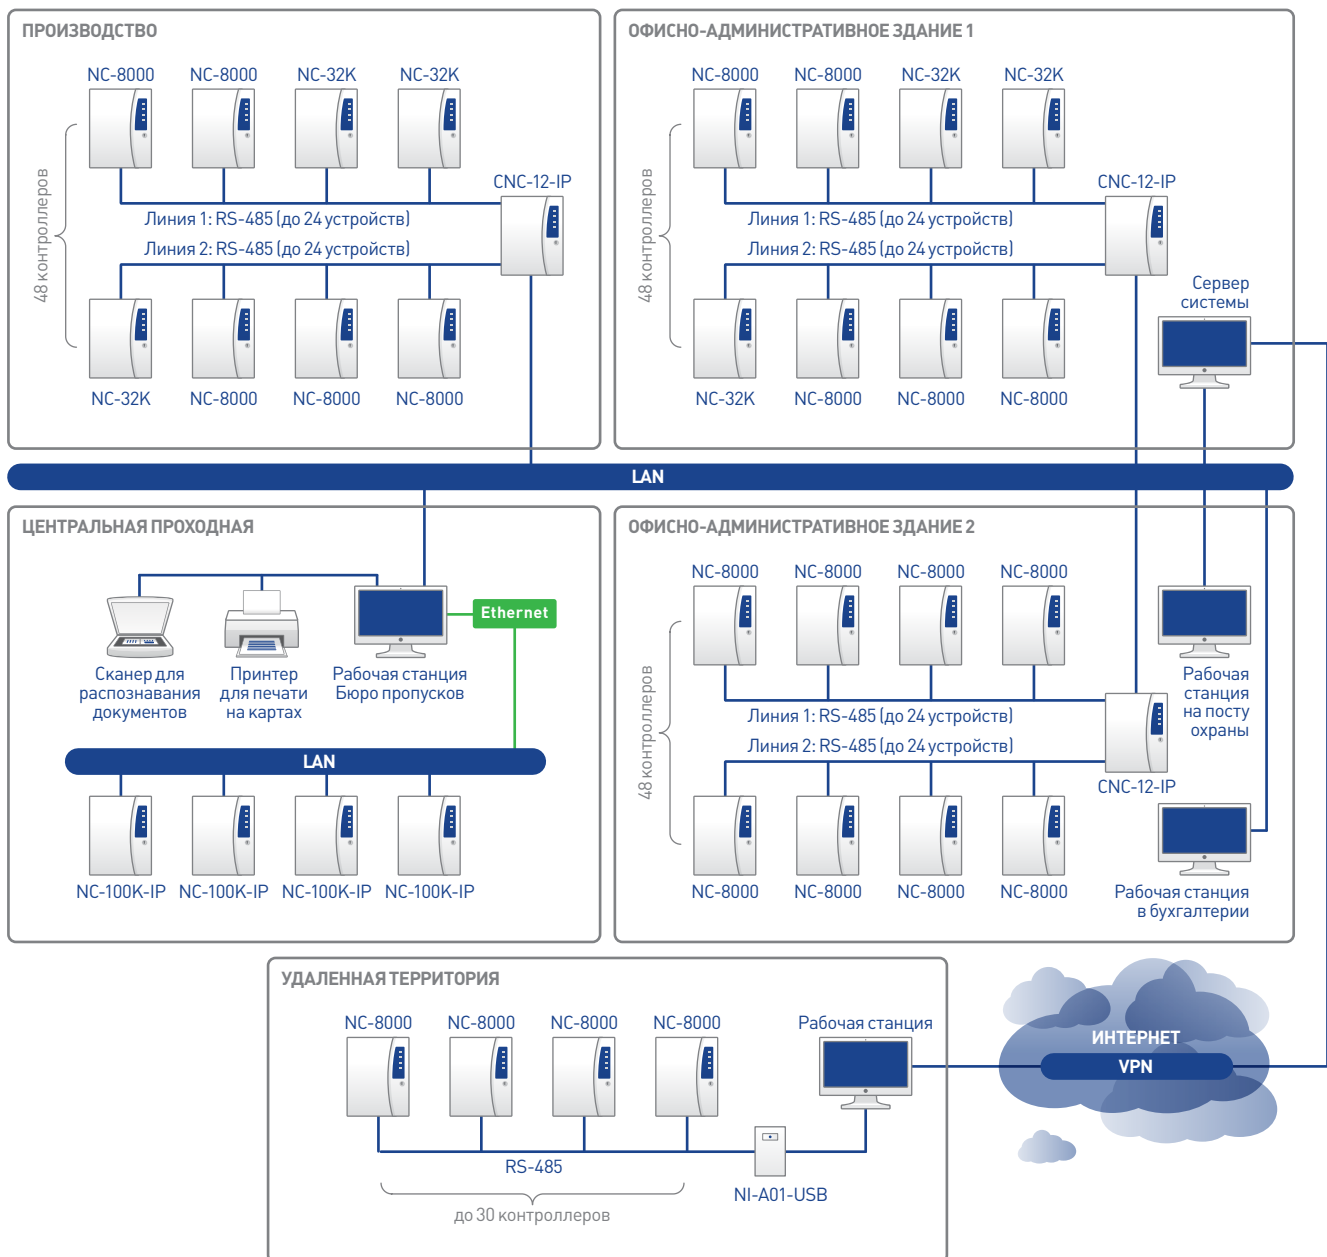 ПРОИЗВОДСТВО
NC-8000 NC-8000 NC-32K NC-32K
48 контроллеров
CNC-12-IP
Линия 1: RS-485 (до 24 устройств)
Линия 2: RS-485 (до 24 устройств)
NC-32K NC-8000 NC-8000 NC-8000
ОФИСНО-АДМИНИСТРАТИВНОЕ ЗДАНИЕ 1
NC-8000 NC-8000 NC-32K NC-32K
48 контроллеров
CNC-12-IP
Линия 1: RS-485 (до 24 устройств)
Линия 2: RS-485 (до 24 устройств)
Сервер
системы
NC-32K NC-8000 NC-8000 NC-8000
LAN
ЦЕНТРАЛЬНАЯ ПРОХОДНАЯ
Ethernet
Сканер для
распознавания
документов
Принтер
для печати
на картах
Рабочая станция
Бюро пропусков
LAN
NC-100K-IP NC-100K-IP NC-100K-IP NC-100K-IP
ОФИСНО-АДМИНИСТРАТИВНОЕ ЗДАНИЕ 2
NC-8000 NC-8000 NC-8000 NC-8000
48 контроллеров
Линия 1: RS-485 (до 24 устройств)
Линия 2: RS-485 (до 24 устройств)
CNC-12-IP
Рабочая
станция
на посту
охраны
NC-8000 NC-8000 NC-8000 NC-8000
Рабочая станция
в бухгалтерии
УДАЛЕННАЯ ТЕРРИТОРИЯ
NC-8000 NC-8000 NC-8000 NC-8000
Рабочая станция
RS-485
NI-A01-USB
до 30 контроллеров
ИНТЕРНЕТ
VPN